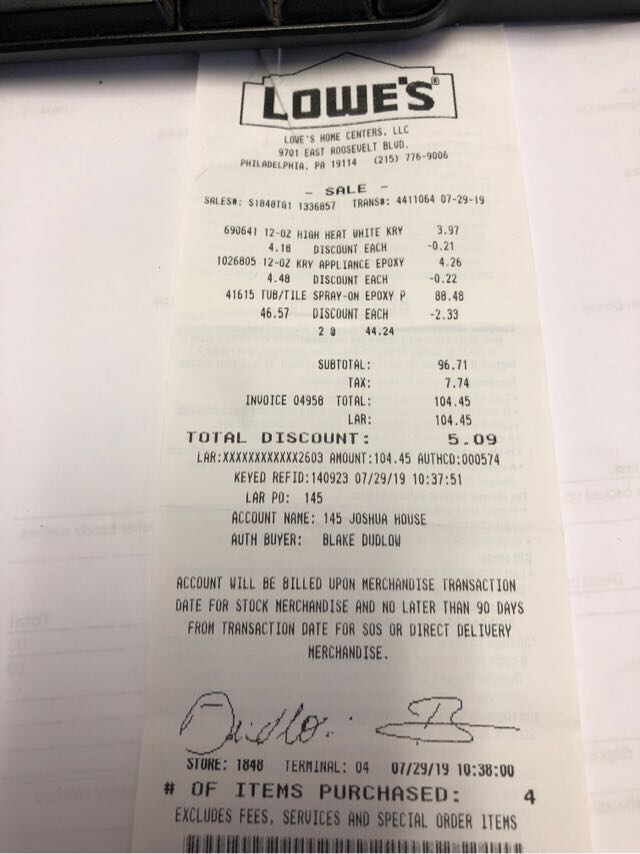 LOWE'S®
LOWE'S HOME CENTERS, LLC
9701 EAST ROOSEVELT BLVD.
PHILADELPHIA, PA 19114 (215) 776-9006
- SALE -
SALES#: S1848TG1 1336857 TRANS#: 4411064 07-29-19
690641 12-OZ HIGH HEAT WHITE KRY 3.97
4.18 DISCOUNT EACH -0.21
1026805 12-OZ KRY APPLIANCE EPOXY 4.26
4.48 DISCOUNT EACH -0.22
41615 TUB/TILE SPRAY-ON EPOXY P 88.48
46.57 DISCOUNT EACH -2.33
2 @ 44.24
SUBTOTAL: 96.71
TAX: 7.74
INVOICE 04958 TOTAL: 104.45
LAR: 104.45
TOTAL DISCOUNT: 5.09
LAR:XXXXXXXXXXXX2603 AMOUNT:104.45 AUTHCD:000574
KEYED REFID:140923 07/29/19 10:37:51
LAR PO: 145
ACCOUNT NAME: 145 JOSHUA HOUSE
AUTH BUYER: BLAKE DUDLOW
ACCOUNT WILL BE BILLED UPON MERCHANDISE TRANSACTION
DATE FOR STOCK MERCHANDISE AND NO LATER THAN 90 DAYS
FROM TRANSACTION DATE FOR SOS OR DIRECT DELIVERY
MERCHANDISE.
STORE: 1848 TERMINAL: 04 07/29/19 10:38:00
# OF ITEMS PURCHASED: 4
EXCLUDES FEES, SERVICES AND SPECIAL ORDER ITEMS